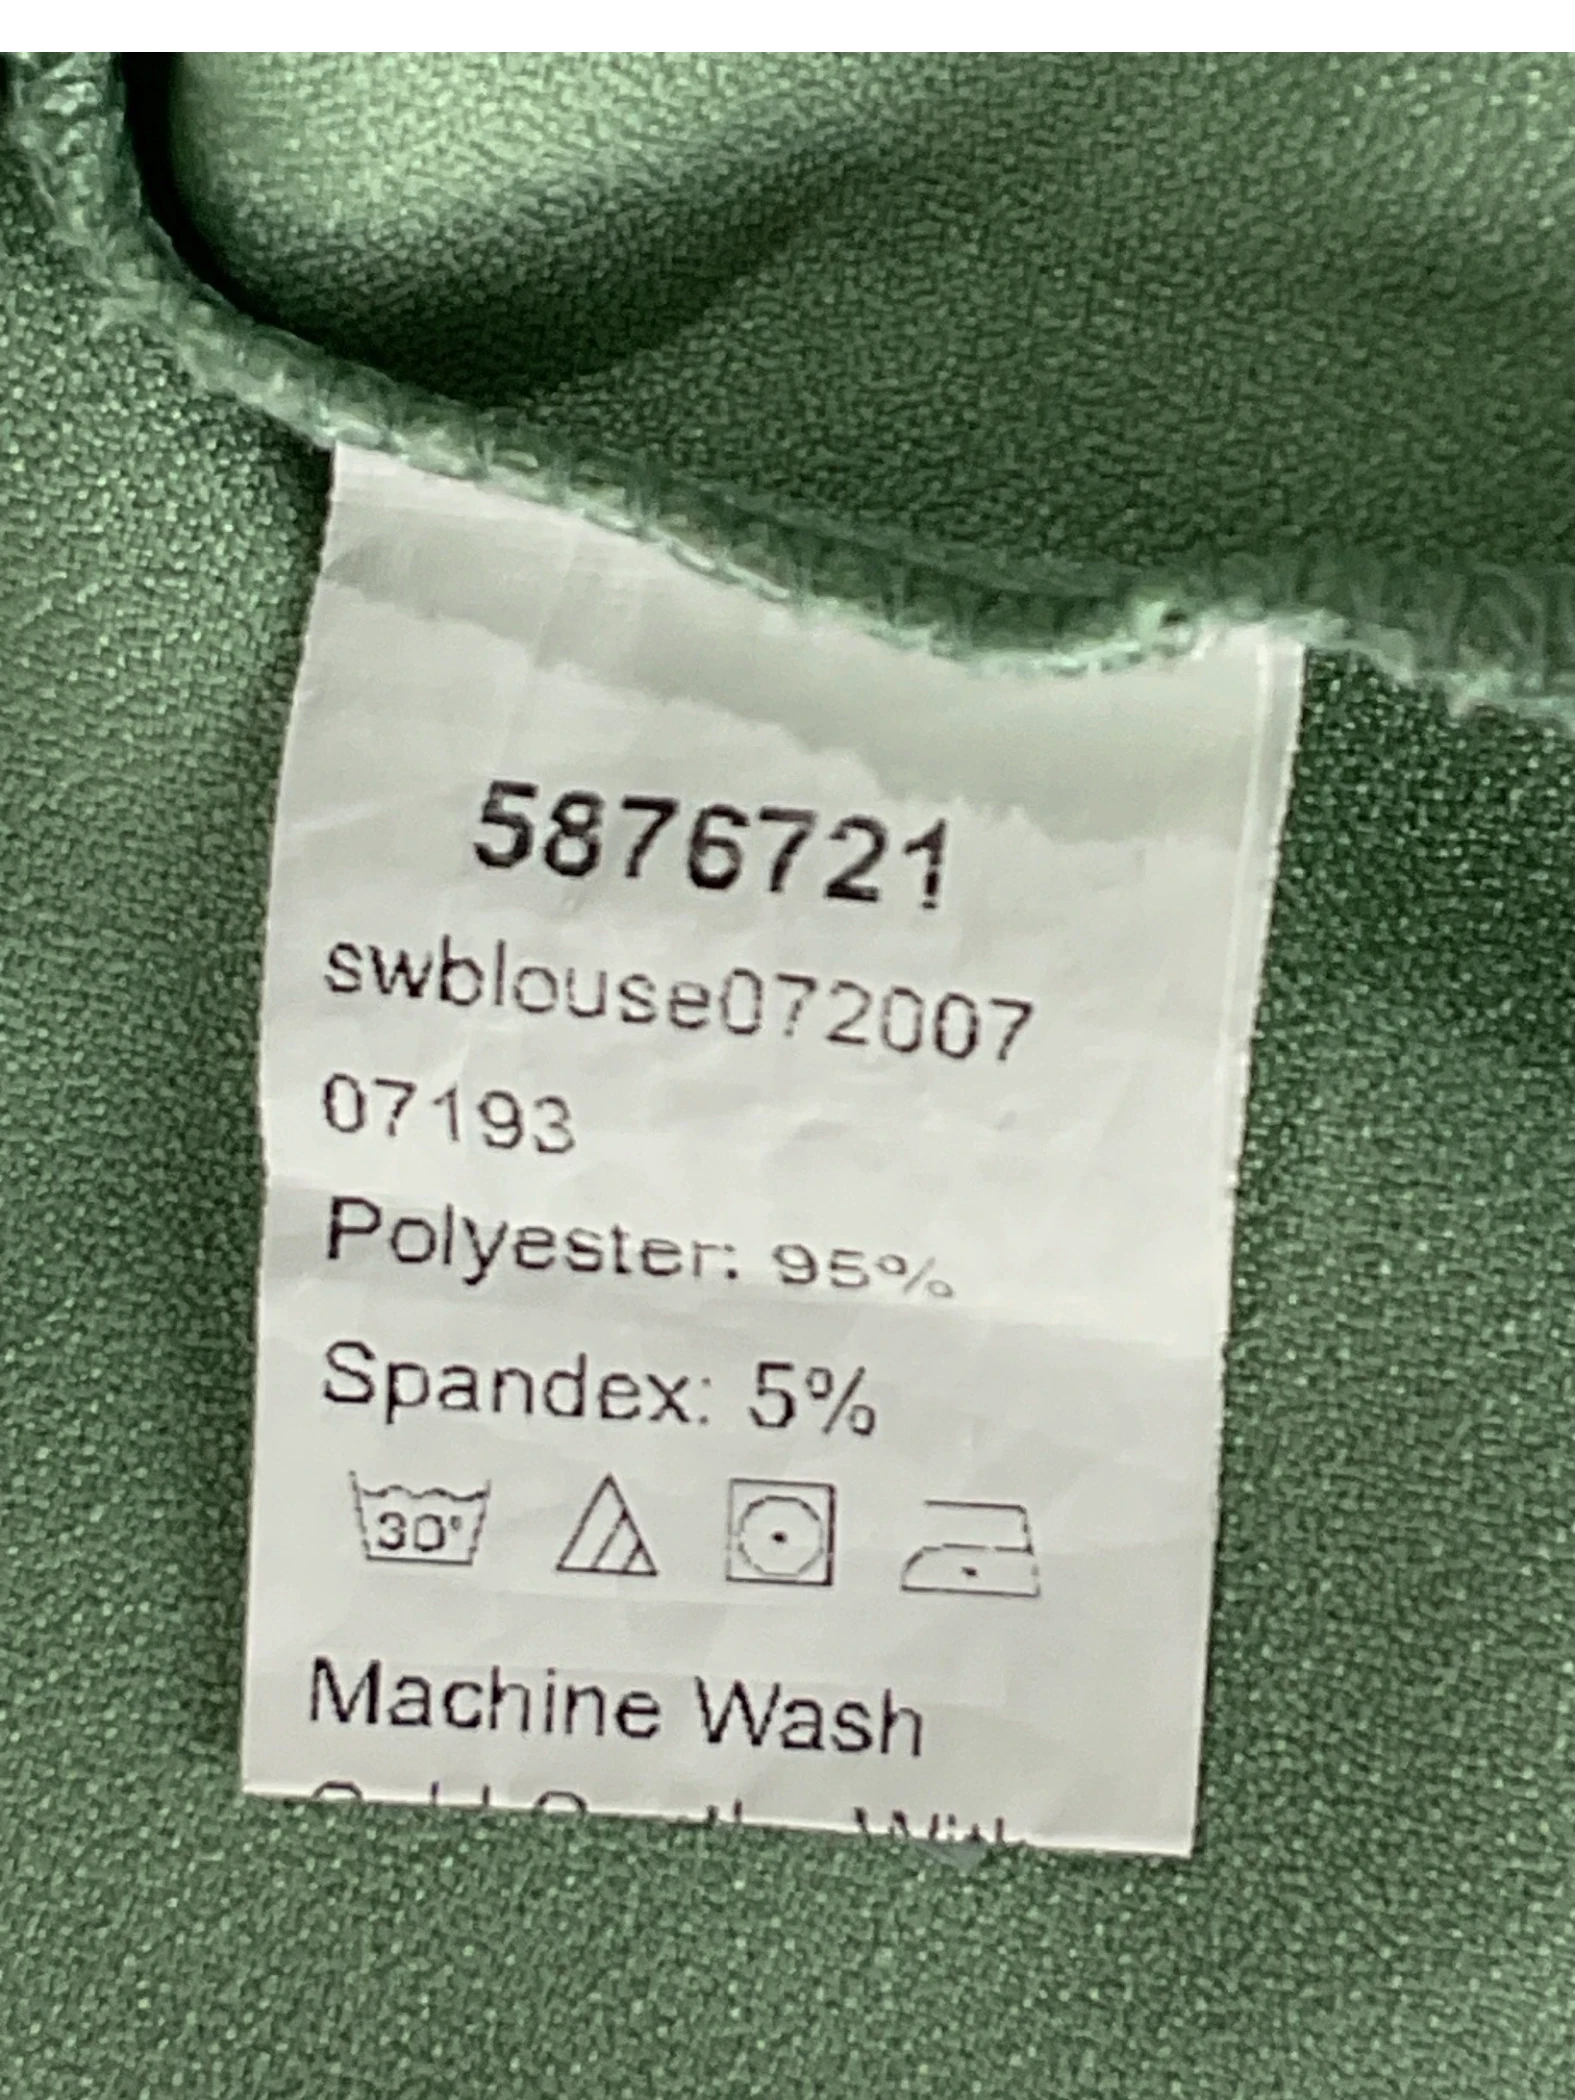 5876721
swblouse072007
07193
Polyester: 95%
Spandex: 5%
30°
Machine Wash